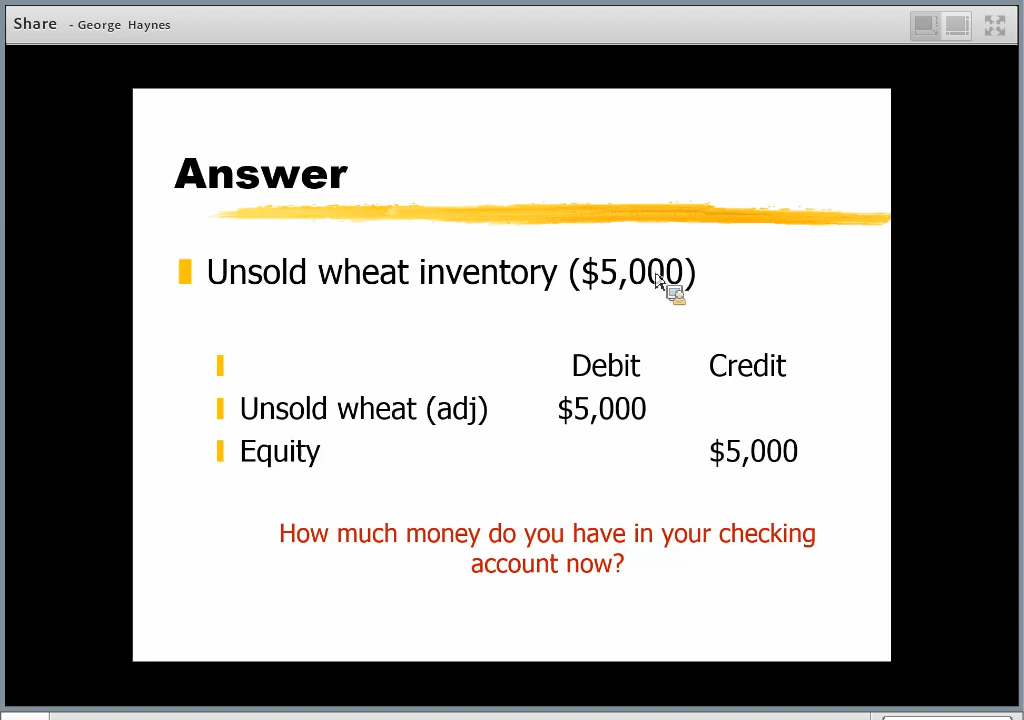 Share - George Haynes
Answer
Unsold wheat inventory ($5,000)
Debit Credit
Unsold wheat (adj) $5,000
Equity $5,000
How much money do you have in your checking
account now?